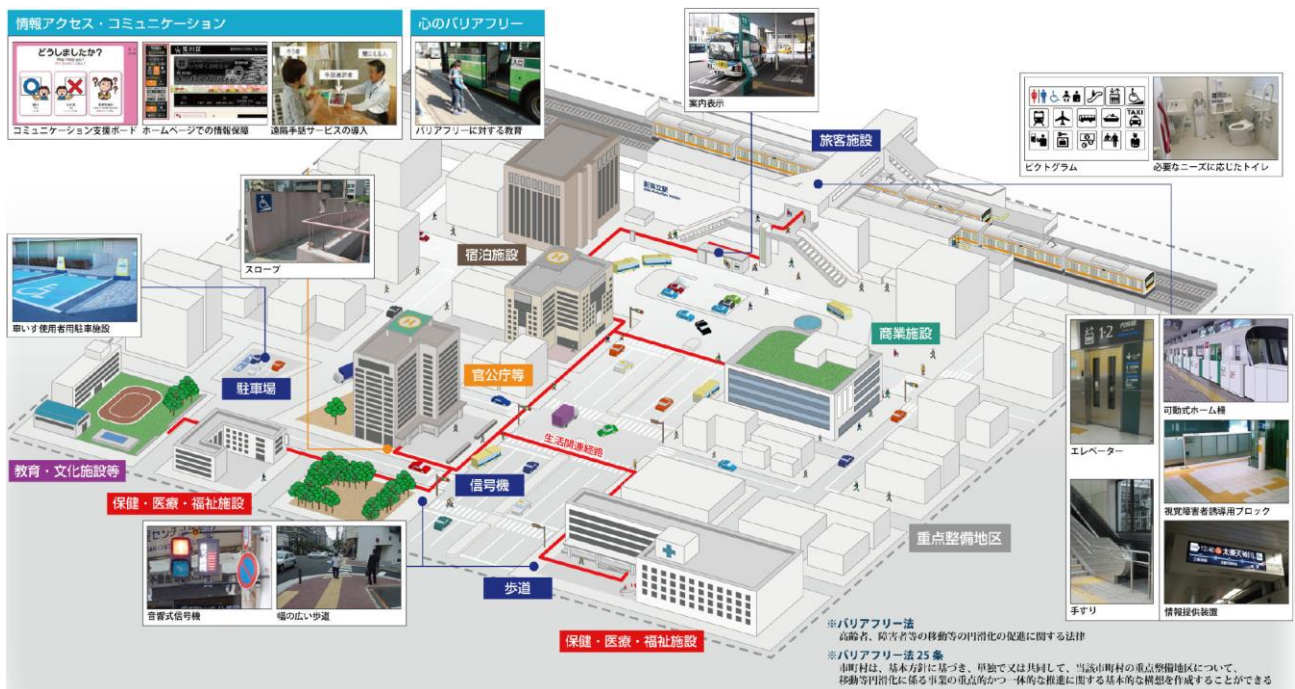 情報アクセス・コミュニケーション
心のバリアフリー
どうしましたか?
コミュニケーション支援ボード
ホームページでの情報保障
遠隔手話サービスの導入
バリアフリーに対する教育
案内表示
旅客施設
TAXI
ピクトグラム
必要なニーズに応じたトイレ
スロープ
宿泊施設
車いす使用者用駐車施設
商業施設
駐車場
官公庁等
1・2
エレベーター
可動式ホーム柵
生活関連経路
教育・文化施設等
信号機
保健・医療・福祉施設
視覚障害者誘導用ブロック
重点整備地区
音響式信号機
幅の広い歩道
歩道
手すり
情報提供装置
保健・医療・福祉施設
※バリアフリー法
高齢者、障害者等の移動等の円滑化の促進に関する法律
※バリアフリー法 25 条
市町村は、基本方針に基づき、単独で又は共同して、当該市町村の重点整備地区について、
移動等円滑化に係る事業の重点的かつ一体的な推進に関する基本的な構想を作成することができる